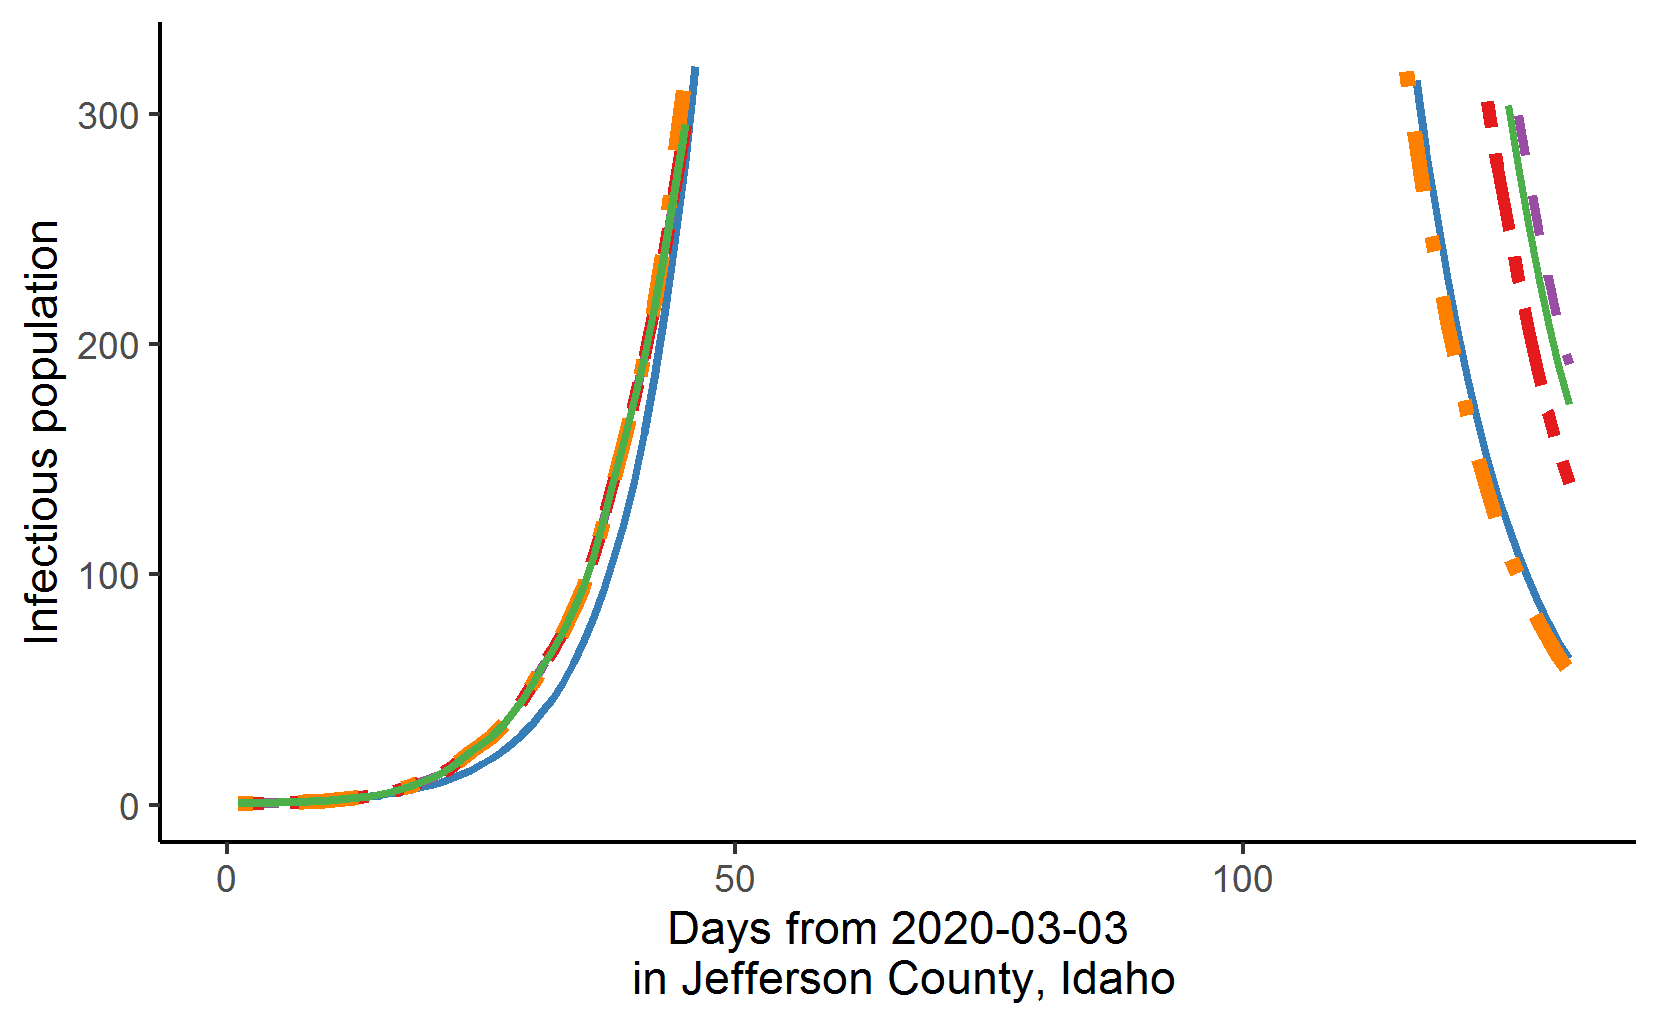 300
200
100
0
Infectious population
0
50
100
Days from 2020-03-03
in Jefferson County, Idaho